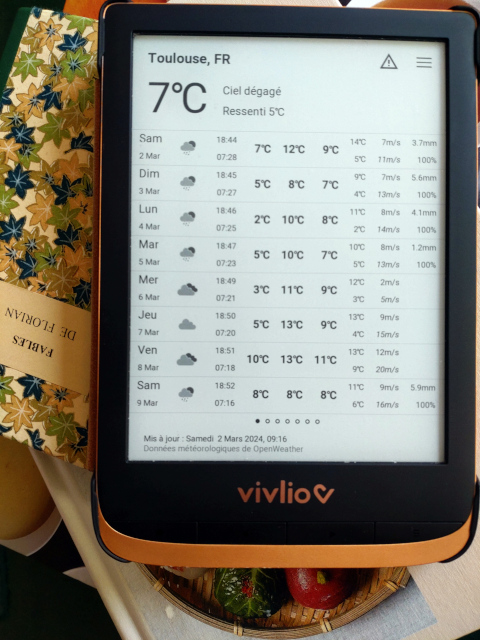 Toulouse, FR
7°C
Ciel dégagé
Ressenti 5°C
Sam 18:44 7°C 12°C 9°C 14°C 7m/s 3.7mm
2 Mar 07:28 5°C 11m/s 100%
Dim 18:45 5°C 8°C 7°C 9°C 7m/s 5.6mm
3 Mar 07:27 4°C 13m/s 100%
Lun 18:46 2°C 10°C 8°C 11°C 8m/s 4.1mm
4 Mar 07:25 2°C 14m/s 100%
Mar 18:47 5°C 10°C 7°C 10°C 8m/s 1.2mm
5 Mar 07:23 5°C 13m/s 100%
Mer 18:49 3°C 11°C 9°C 12°C 2m/s
6 Mar 07:21 3°C 5m/s
Jeu 18:50 5°C 13°C 9°C 13°C 9m/s
7 Mar 07:20 4°C 15m/s
Ven 18:51 10°C 13°C 11°C 13°C 12m/s
8 Mar 07:18 9°C 20m/s
Sam 18:52 8°C 8°C 8°C 11°C 9m/s 5.9mm
9 Mar 07:16 6°C 16m/s 100%
Mis à jour : Samedi 2 Mars 2024, 09:16
Données météorologiques de OpenWeather
vivlio
FABLES
DE FLORIAN